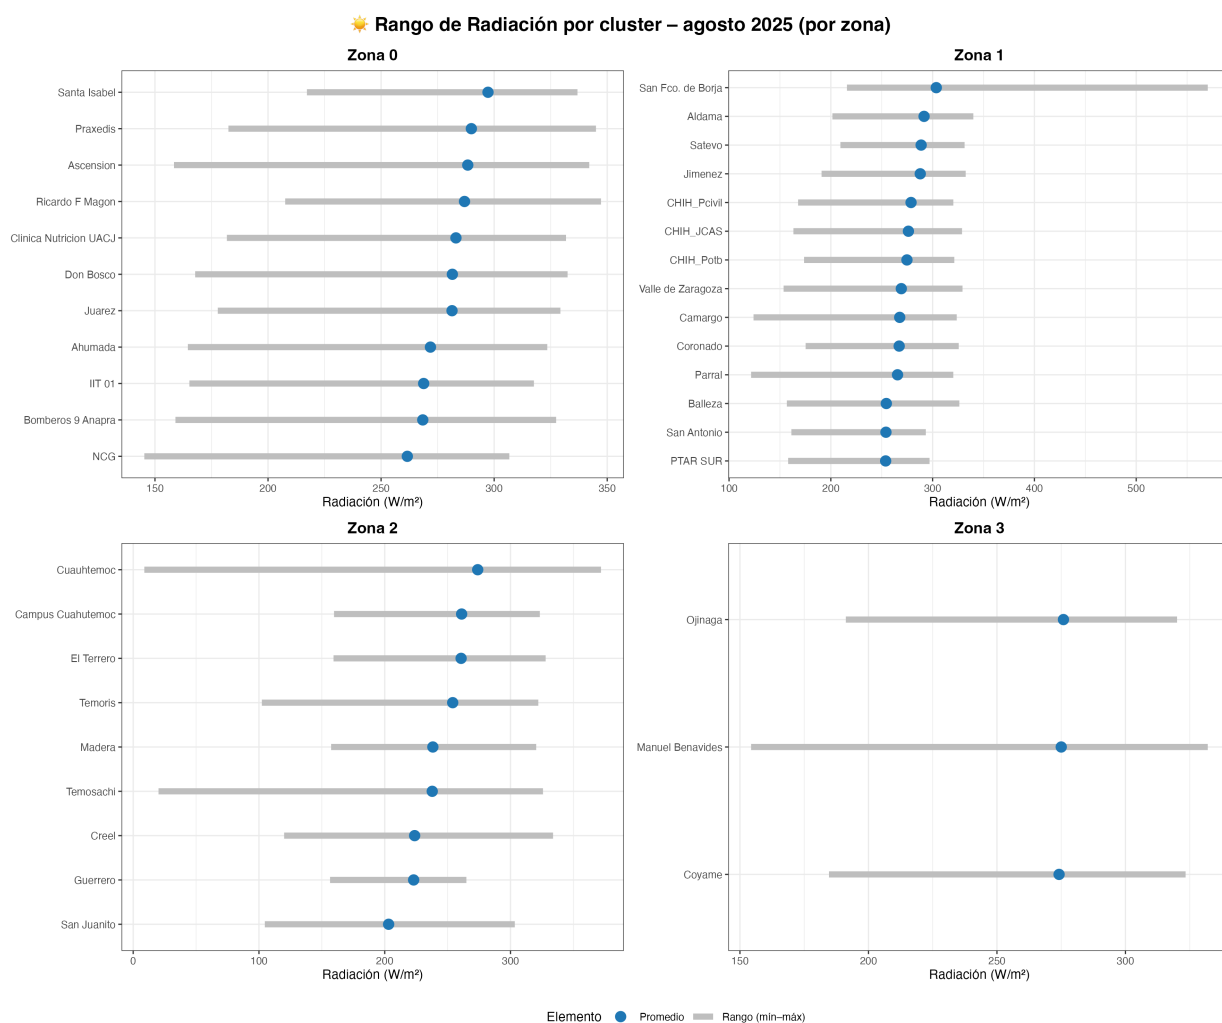 ☀️ Rango de Radiación por cluster – agosto 2025 (por zona)
Zona 0
Santa Isabel
Praxedis
Ascension
Ricardo F Magon
Clinica Nutricion UACJ
Don Bosco
Juarez
Ahumada
IIT 01
Bomberos 9 Anapra
NCG
150 200 250 300 350
Radiación (W/m²)
Zona 1
San Fco. de Borja
Aldama
Satevo
Jimenez
CHIH_Pcivil
CHIH_JCAS
CHIH_Potb
Valle de Zaragoza
Camargo
Coronado
Parral
Balleza
San Antonio
PTAR SUR
100 200 300 400 500
Radiación (W/m²)
Zona 2
Cuauhtemoc
Campus Cuahutemoc
El Terrero
Temoris
Madera
Temosachi
Creel
Guerrero
San Juanito
0 100 200 300
Radiación (W/m²)
Zona 3
Ojinaga
Manuel Benavides
Coyame
150 200 250 300
Radiación (W/m²)
Elemento Promedio Rango (mín–máx)